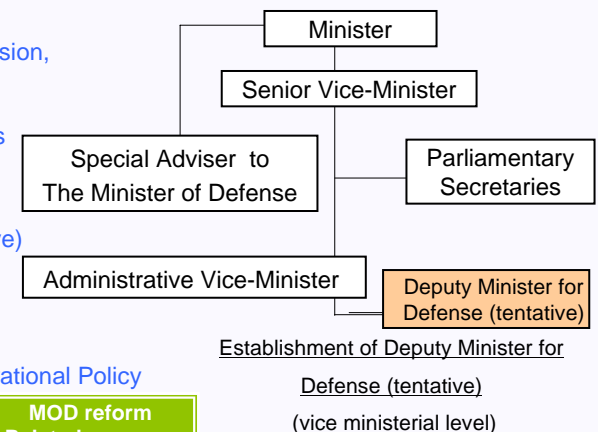 Minister
sion,
Senior Vice-Minister
s
Special Adviser to
The Minister of Defense
Parliamentary
Secretaries
e)
Administrative Vice-Minister
Deputy Minister for
Defense (tentative)
Establishment of Deputy Minister for
Defense (tentative)
(vice ministerial level)
ational Policy
MOD reform